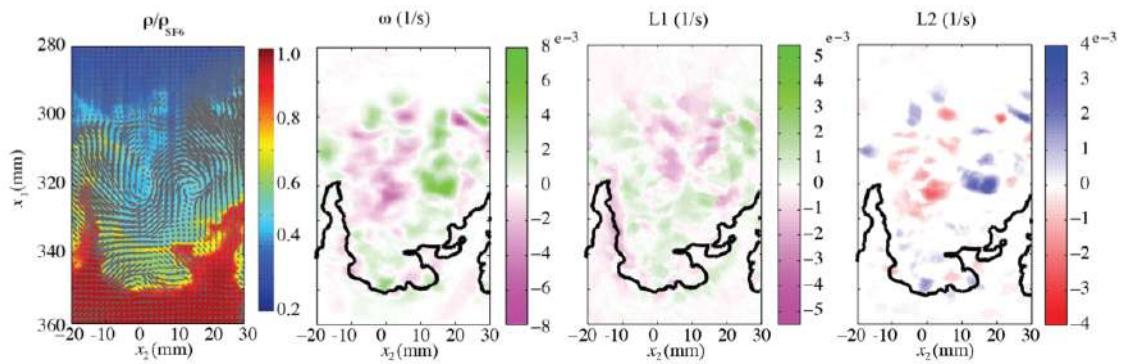 ρ/ρSF6 ω (1/s) L1 (1/s) L2 (1/s)
280 1.0 8 e−3 5 e−3 4 e−3
300 0.8 6 4 3
320 0.6 4 3 2
340 0.4 2 2 1
360 0.2 0 1 0
-2 0 -1
-4 -1 -2
-6 -2 -3
-8 -3 -4
-4
-5
x1(mm)
-20 -10 0 10 20 30 -20 -10 0 10 20 30 -20 -10 0 10 20 30 -20 -10 0 10 20 30
x2(mm) x2(mm) x2(mm) x2(mm)